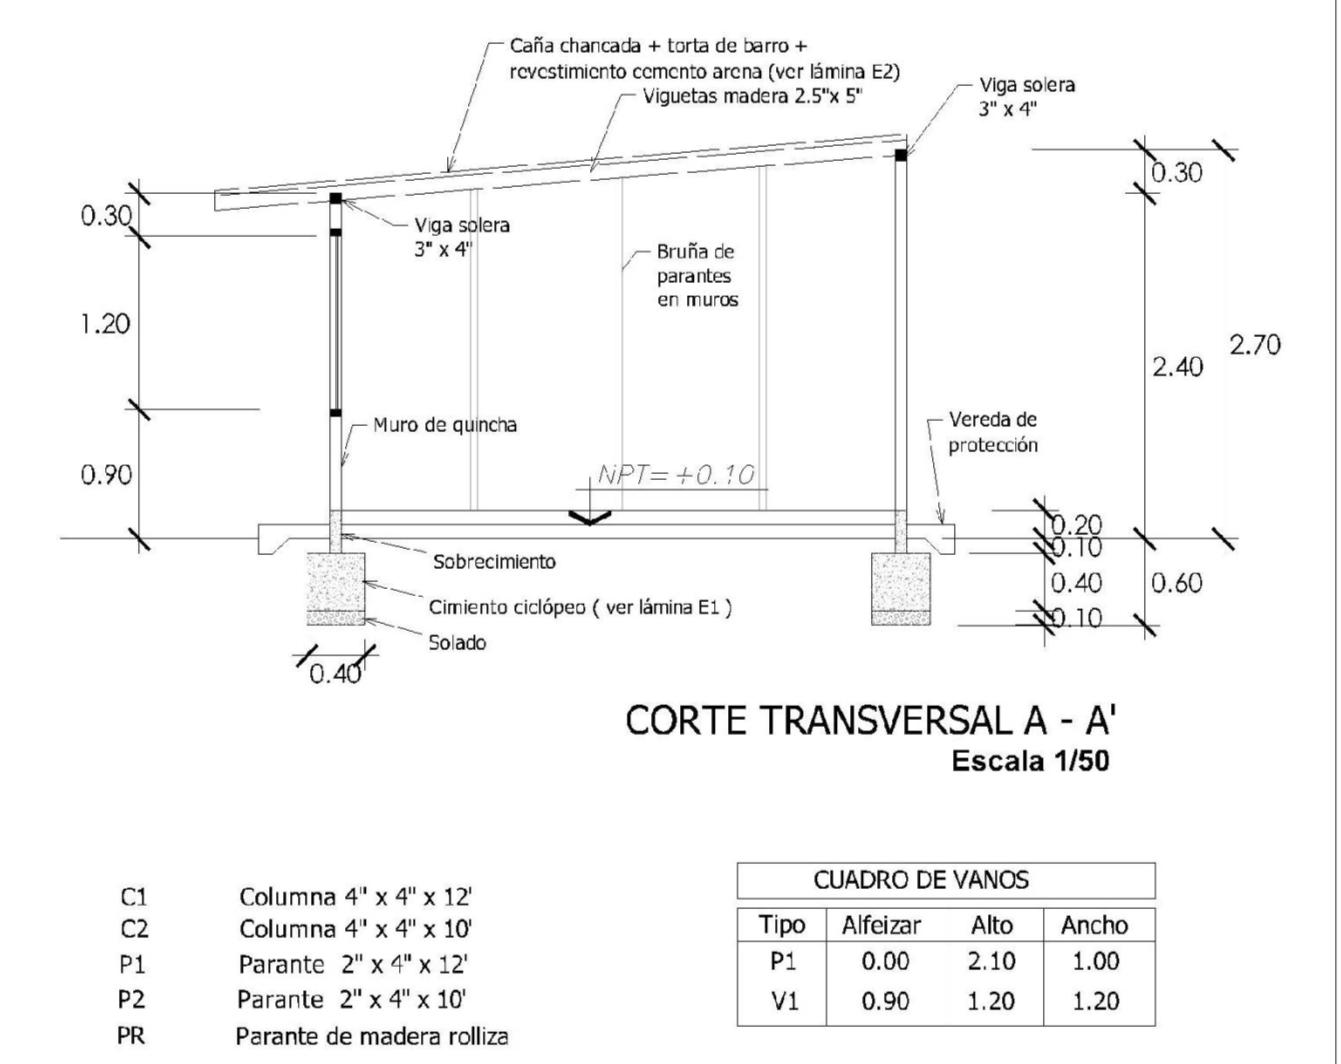 Caña chancada + torta de barro +
revestimiento cemento arena (ver lámina E2)
Viguetas madera 2.5"x 5"
Viga solera
3" x 4"
0.30
0.30
Viga solera
3" x 4"
Bruña de
parantes
en muros
1.20
2.40
2.70
Muro de quincha
Vereda de
protección
0.90
NPT= +0.10
0.20
0.10
Sobrecimiento
0.40
0.60
Cimiento ciclópeo ( ver lámina E1 )
0.10
Solado
0.40
CORTE TRANSVERSAL A - A'
Escala 1/50
C1 Columna 4" x 4" x 12'
C2 Columna 4" x 4" x 10'
P1 Parante 2" x 4" x 12'
P2 Parante 2" x 4" x 10'
PR Parante de madera rolliza
CUADRO DE VANOS
Tipo Alfeizar Alto Ancho
P1 0.00 2.10 1.00
V1 0.90 1.20 1.20